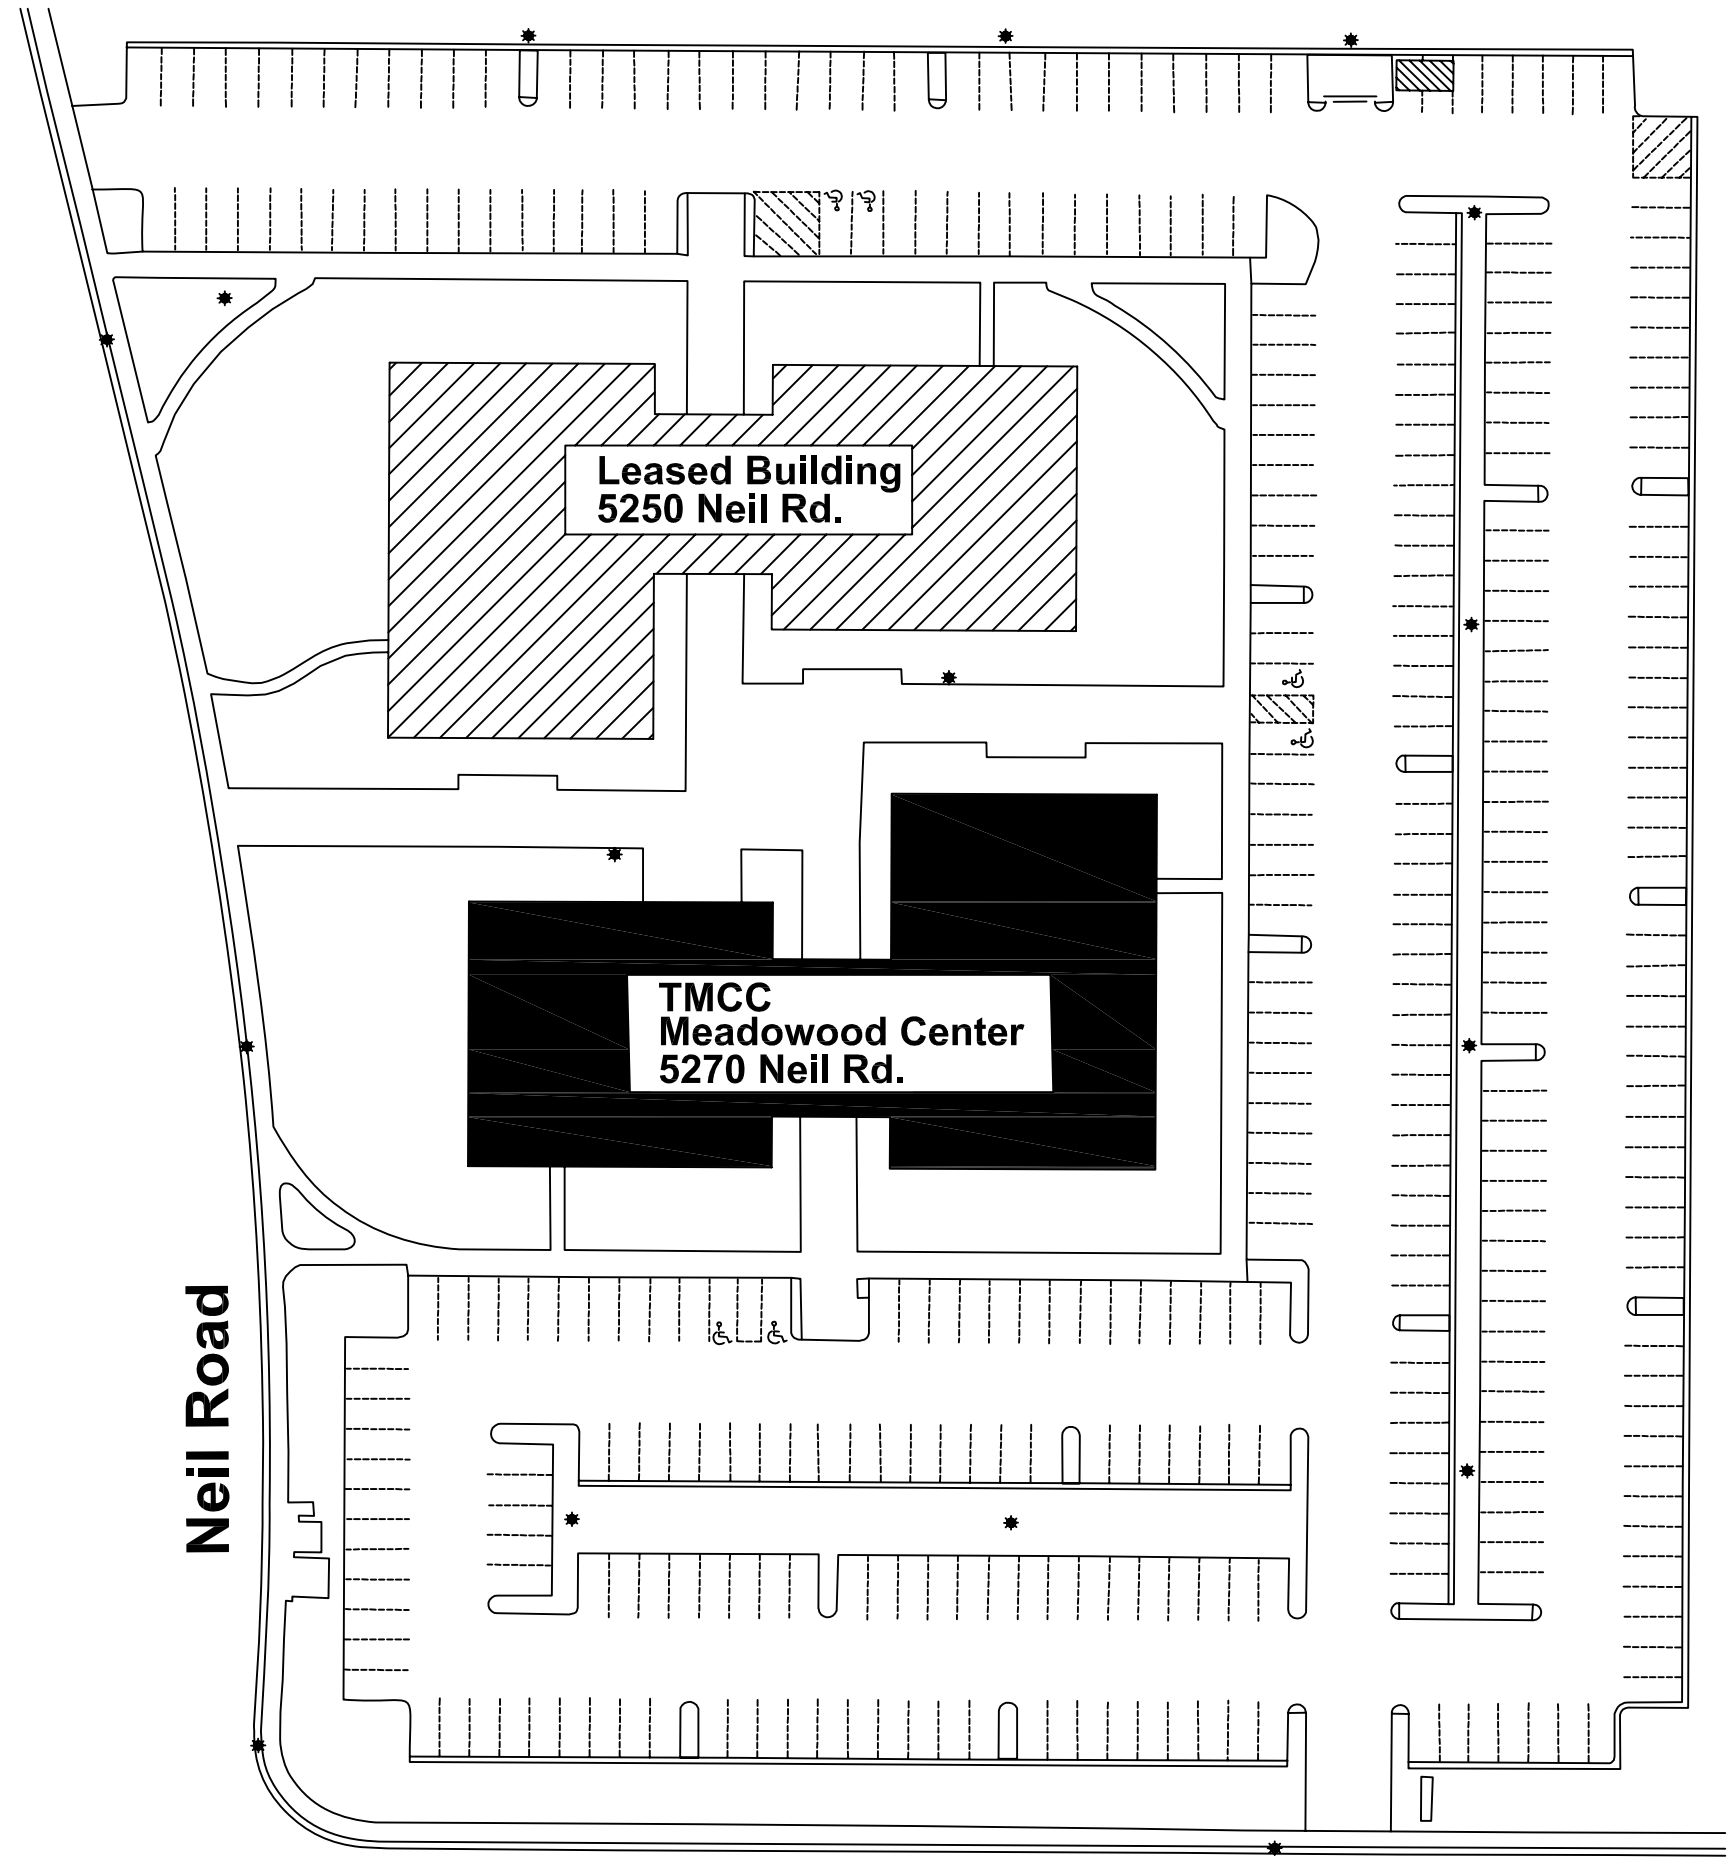 Leased Building
5250 Neil Rd.
TMCC
Meadowood Center
5270 Neil Rd.
Neil Road